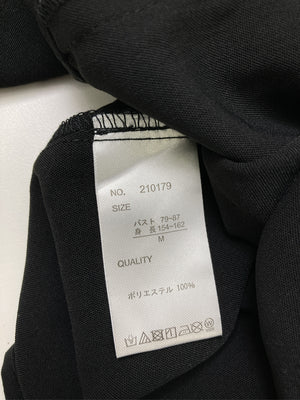 NO. 210179
SIZE
バスト 79-87
身 長 154-162
M
QUALITY
ポリエステル 100%